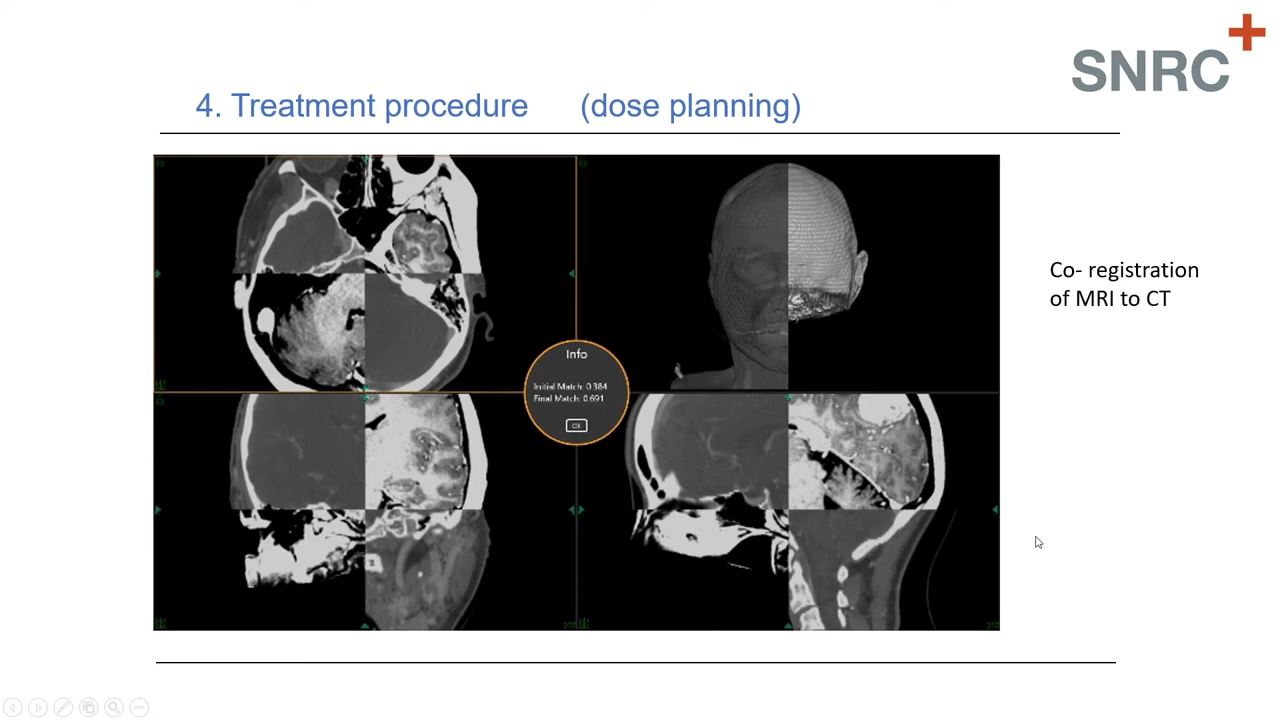 SNRC
4. Treatment procedure (dose planning)
Co- registration
of MRI to CT
Info
Initial Match: 0.384
Final Match: 0.691
OK